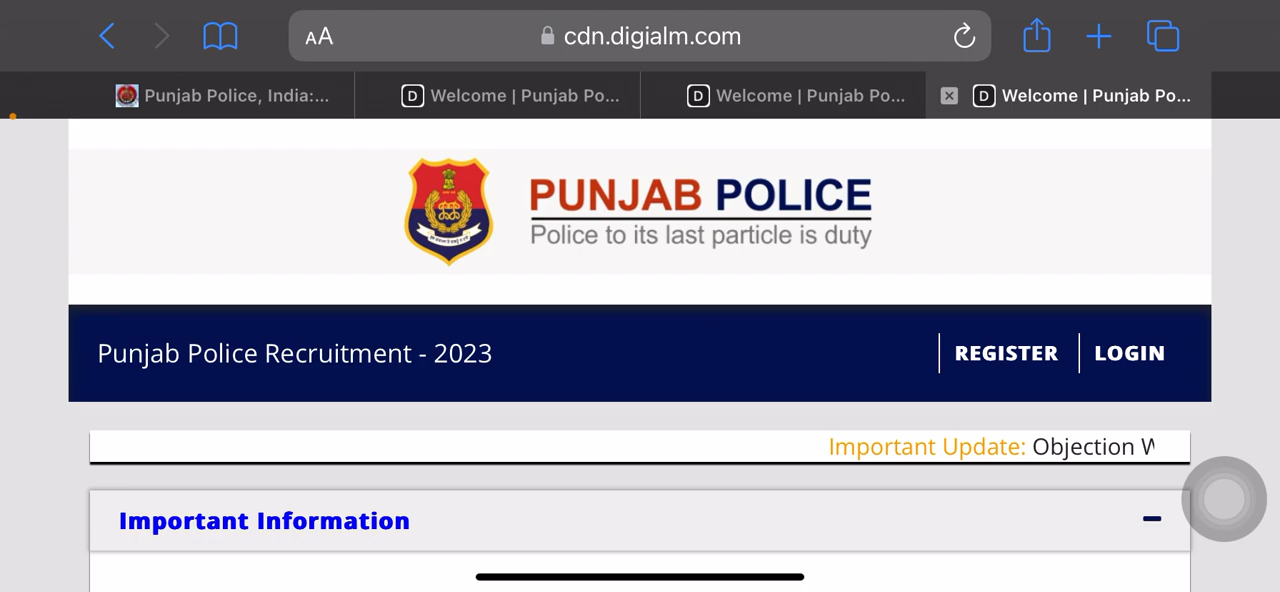 AA cdn.digialm.com
Punjab Police, India:... D Welcome | Punjab Po... D Welcome | Punjab Po... D Welcome | Punjab Po...
PUNJAB POLICE
Police to its last particle is duty
Punjab Police Recruitment - 2023 REGISTER LOGIN
Important Update: Objection
Important Information